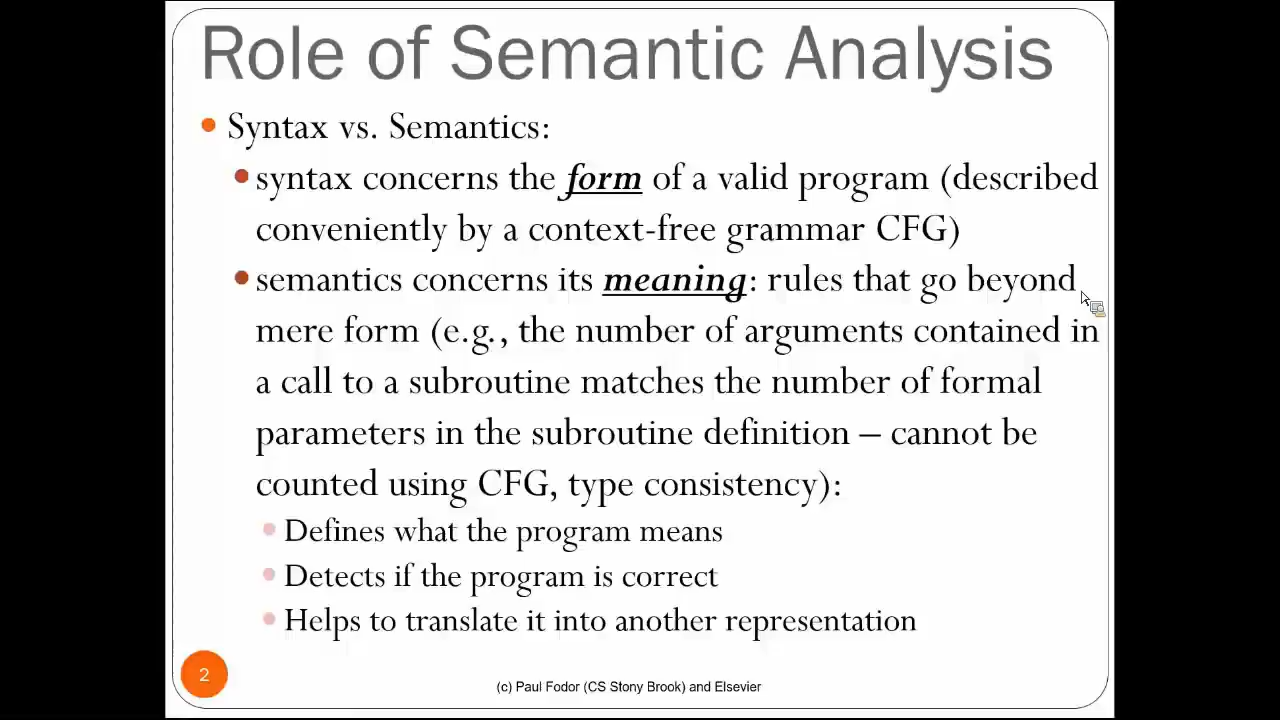 Role of Semantic Analysis
Syntax vs. Semantics:
syntax concerns the form of a valid program (described
conveniently by a context-free grammar CFG)
semantics concerns its meaning: rules that go beyond
mere form (e.g., the number of arguments contained in
a call to a subroutine matches the number of formal
parameters in the subroutine definition – cannot be
counted using CFG, type consistency):
Defines what the program means
Detects if the program is correct
Helps to translate it into another representation
2
(c) Paul Fodor (CS Stony Brook) and Elsevier